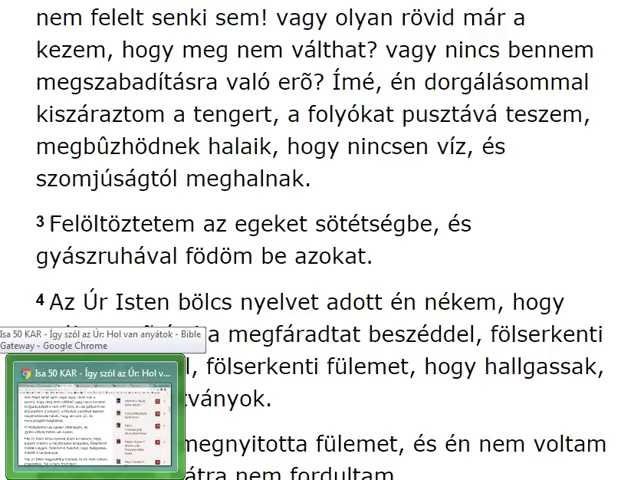 nem felelt senki sem! vagy olyan rövid már a
kezem, hogy meg nem válthat? vagy nincs bennem
megszabadításra való erõ? Ímé, én dorgálásommal
kiszáraztom a tengert, a folyókat pusztává teszem,
megbûzhödnek halaik, hogy nincsen víz, és
szomjúságtól meghalnak.
3 Felöltöztetem az egeket sötétségbe, és
gyászruhával födöm be azokat.
4 Az Úr Isten bölcs nyelvet adott én nékem, hogy
a megfáradtat beszéddel, fölserkenti
Isa 50 KAR - Így szól az Úr: Hol van anyátok - Bible
Gateway - Google Chrome
Isa 50 KAR - Így szól az Úr: Hol v...
fölserkenti fülemet, hogy hallgassak,
tványok.
megnyitotta fülemet, és én nem voltam
átra nem fordultam.